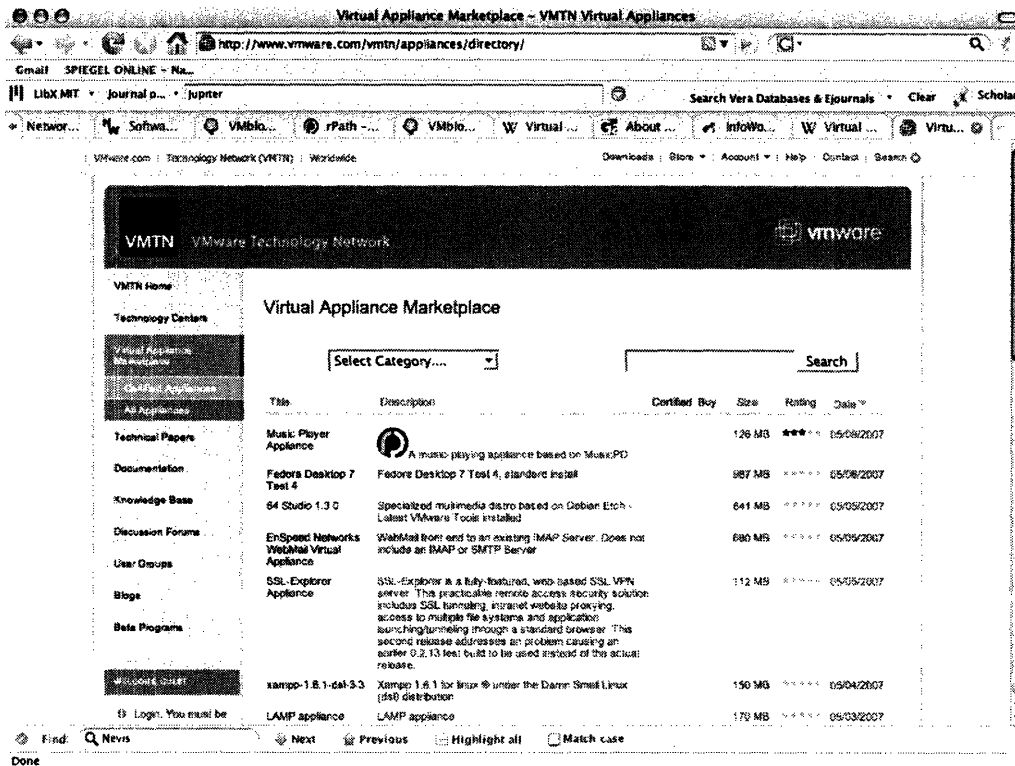 Virtual Appliance Marketplace - VMTN Virtual Appliances
http://www.vmware.com/vmtn/appliances/directory/
Gmail SPIEGEL ONLINE - Na...
LibX MIT Journal p... Jupiter Search Vera Databases & Ejournals Clear Scholar
Networ... Softwa... VMblo... rPath -... VMblo... Virtual ... About ... InfoWo... Virtual ... Virtu...
VMware.com | Technology Network (VMTN) | Worldwide Downloads | Store | Account | Help | Contact | Search
VMTN VMware Technology Network vmware
VMTN Home
Technology Centers
Virtual Appliance Marketplace
Certified Appliances
All Appliances
Technical Papers
Documentation
Knowledge Base
Discussion Forums
User Groups
Blogs
Beta Programs
WELCOME GUEST
Login. You must be
Virtual Appliance Marketplace
Select Category.... Search
Title Description Certified Buy Size Rating Date
Music Player Appliance A music playing appliance based on MusicPD 126 MB 05/08/2007
Fedora Desktop 7 Test 4 Fedora Desktop 7 Test 4, standard install 987 MB 05/06/2007
64 Studio 1.3.0 Specialized multimedia distro based on Debian Etch - Latest VMware Tools installed 641 MB 05/05/2007
EnSpeed Networks WebMail Virtual Appliance WebMail front end to an existing IMAP Server. Does not include an IMAP or SMTP Server 680 MB 05/05/2007
SSL-Explorer Appliance SSL-Explorer is a fully-featured, web-based SSL VPN server. This practicable remote access security solution includes SSL tunneling, intranet website proxying, access to multiple file systems and application launching/tunneling through a standard browser. This second release addresses an problem causing an earlier 0.2.13 test build to be used instead of the actual release. 112 MB 05/05/2007
xampp-1.6.1-dsl-3.3 Xampp 1.6.1 for linux ® under the Damn Small Linux (dsl) distribution 150 MB 05/04/2007
LAMP appliance LAMP appliance 170 MB 05/03/2007
Find: Nevis Next Previous Highlight all Match case
Done